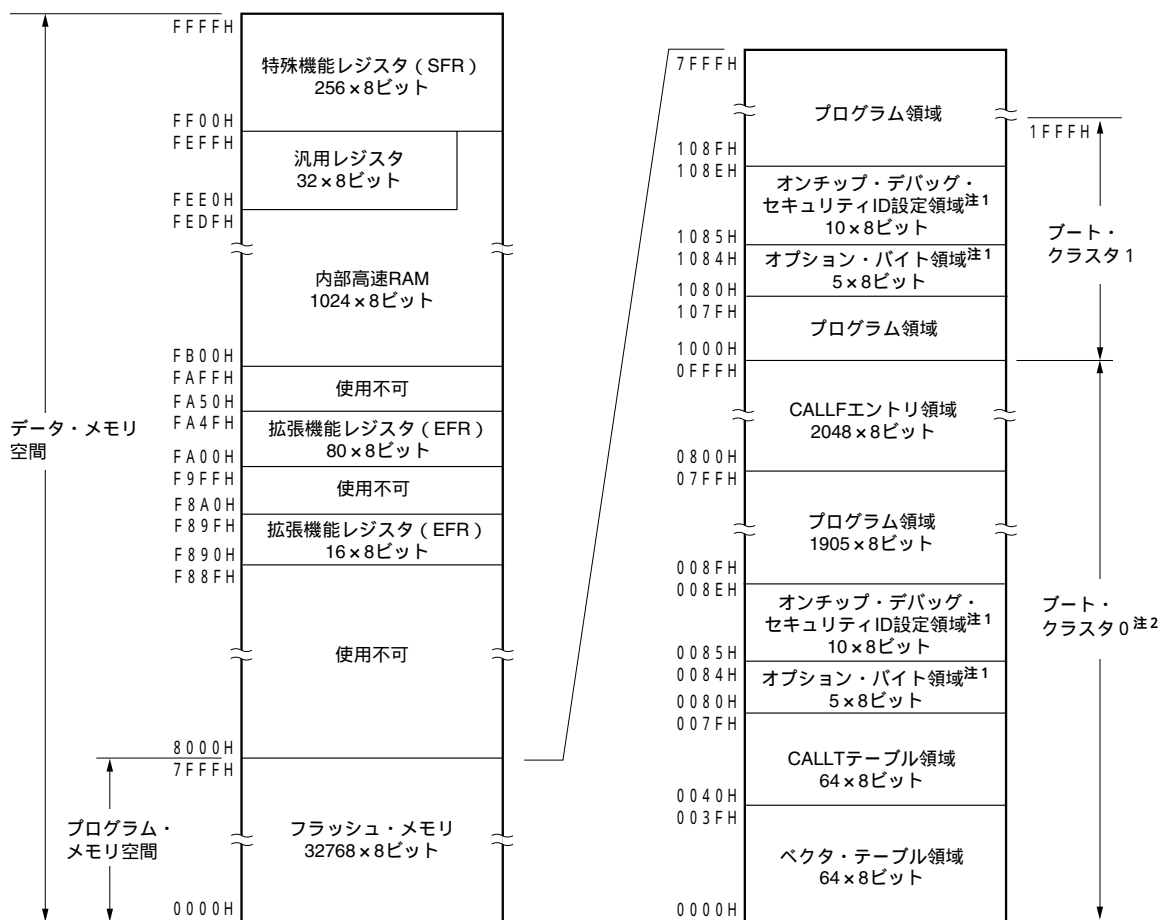 FFFFH
特殊機能レジスタ（SFR）
256×8ビット
FF00H
FEFFH
汎用レジスタ
32×8ビット
FEE0H
FEDFH
内部高速RAM
1024×8ビット
FB00H
FAFFH
使用不可
FA50H
FA4FH
拡張機能レジスタ（EFR）
80×8ビット
FA00H
F9FFH
使用不可
F8A0H
F89FH
拡張機能レジスタ（EFR）
16×8ビット
F890H
F88FH
使用不可
8000H
7FFFH
フラッシュ・メモリ
32768×8ビット
0000H
データ・メモリ
空間
プログラム・
メモリ空間
7FFFH
プログラム領域
108FH
108EH
オンチップ・デバッグ・
セキュリティID設定領域注1
10×8ビット
1085H
1084H
オプション・バイト領域注1
5×8ビット
1080H
107FH
プログラム領域
1000H
0FFFH
CALLFエントリ領域
2048×8ビット
0800H
07FFH
プログラム領域
1905×8ビット
008FH
008EH
オンチップ・デバッグ・
セキュリティID設定領域注1
10×8ビット
0085H
0084H
オプション・バイト領域注1
5×8ビット
0080H
007FH
CALLTテーブル領域
64×8ビット
0040H
003FH
ベクタ・テーブル領域
64×8ビット
0000H
1FFFH
ブート・
クラスタ1
ブート・
クラスタ0注2